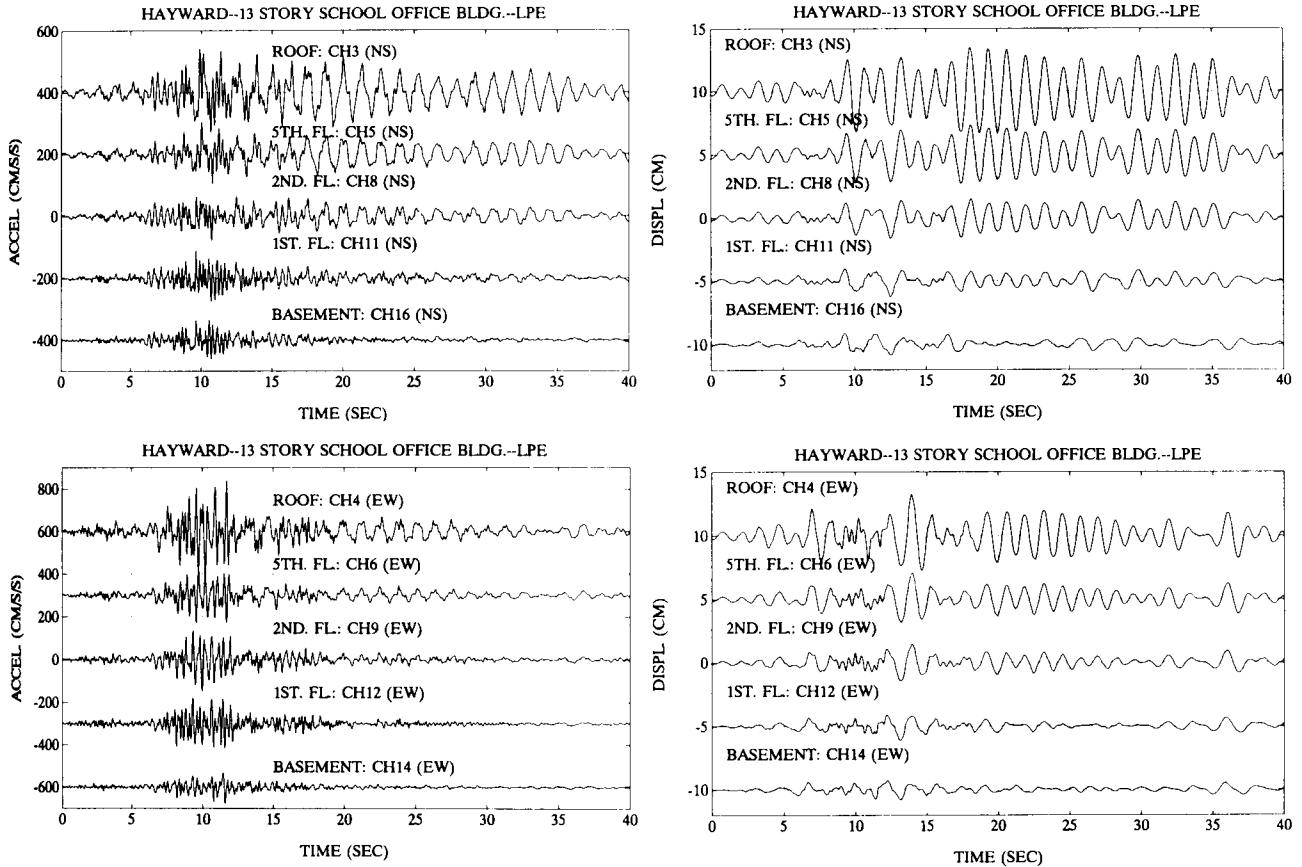 HAYWARD--13 STORY SCHOOL OFFICE BLDG.--LPE
600
400
200
0
-200
-400
ACCEL (CM/S/S)
ROOF: CH3 (NS)
5TH. FL.: CH5 (NS)
2ND. FL.: CH8 (NS)
1ST. FL.: CH11 (NS)
BASEMENT: CH16 (NS)
0 5 10 15 20 25 30 35 40
TIME (SEC)
HAYWARD--13 STORY SCHOOL OFFICE BLDG.--LPE
15
10
5
0
-5
-10
DISPL (CM)
ROOF: CH3 (NS)
5TH. FL.: CH5 (NS)
2ND. FL.: CH8 (NS)
1ST. FL.: CH11 (NS)
BASEMENT: CH16 (NS)
0 5 10 15 20 25 30 35 40
TIME (SEC)
HAYWARD--13 STORY SCHOOL OFFICE BLDG.--LPE
800
600
400
200
0
-200
-400
-600
ACCEL (CM/S/S)
ROOF: CH4 (EW)
5TH. FL.: CH6 (EW)
2ND. FL.: CH9 (EW)
1ST. FL.: CH12 (EW)
BASEMENT: CH14 (EW)
0 5 10 15 20 25 30 35 40
TIME (SEC)
HAYWARD--13 STORY SCHOOL OFFICE BLDG.--LPE
15
10
5
0
-5
-10
DISPL (CM)
ROOF: CH4 (EW)
5TH. FL.: CH6 (EW)
2ND. FL.: CH9 (EW)
1ST. FL.: CH12 (EW)
BASEMENT: CH14 (EW)
0 5 10 15 20 25 30 35 40
TIME (SEC)